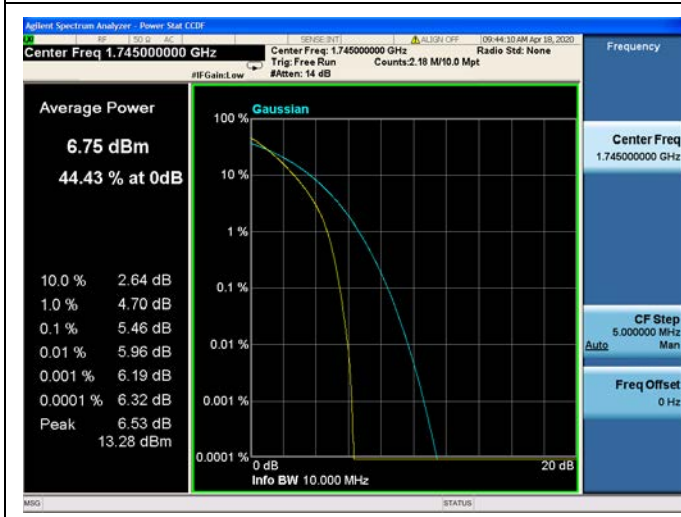 Agilent Spectrum Analyzer - Power Stat CCDF
RF 50 Ω AC SENSE:INT ALIGN OFF 09:44:10 AM Apr 18, 2020
Center Freq 1.745000000 GHz
Center Freq: 1.745000000 GHz Radio Std: None
Trig: Free Run Counts:2.18 M/10.0 Mpt
#IFGain:Low #Atten: 14 dB
Average Power
6.75 dBm
44.43 % at 0dB
10.0 % 2.64 dB
1.0 % 4.70 dB
0.1 % 5.46 dB
0.01 % 5.96 dB
0.001 % 6.19 dB
0.0001 % 6.32 dB
Peak 6.53 dB
13.28 dBm
Gaussian
100 %
10 %
1 %
0.1 %
0.01 %
0.001 %
0.0001 %
0 dB 20 dB
Info BW 10.000 MHz
Frequency
Center Freq
1.745000000 GHz
CF Step
5.000000 MHz
Auto Man
Freq Offset
0 Hz
MSG STATUS